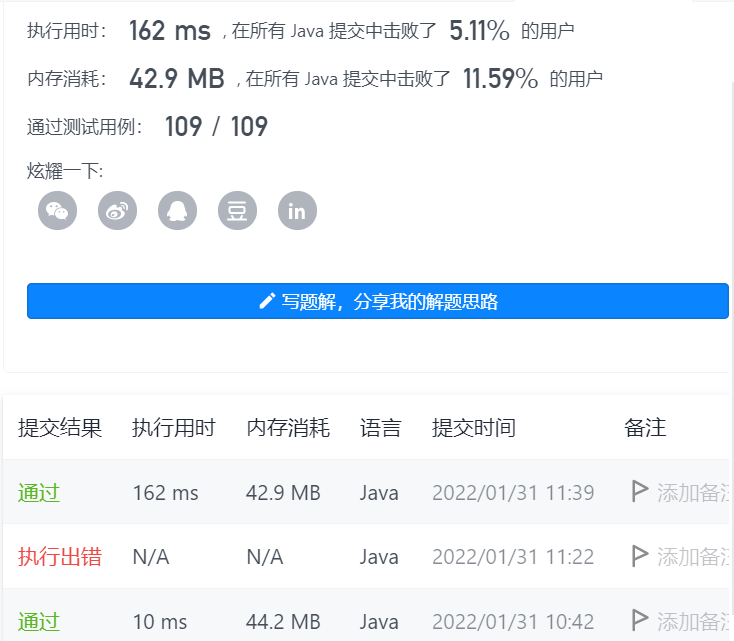 执行用时： 162 ms , 在所有 Java 提交中击败了 5.11% 的用户
内存消耗： 42.9 MB , 在所有 Java 提交中击败了 11.59% 的用户
通过测试用例： 109 / 109
炫耀一下:
豆 in
写题解，分享我的解题思路
提交结果 执行用时 内存消耗 语言 提交时间 备注
通过 162 ms 42.9 MB Java 2022/01/31 11:39 添加备
执行出错 N/A N/A Java 2022/01/31 11:22 添加备
通过 10 ms 44.2 MB Java 2022/01/31 10:42 添加备